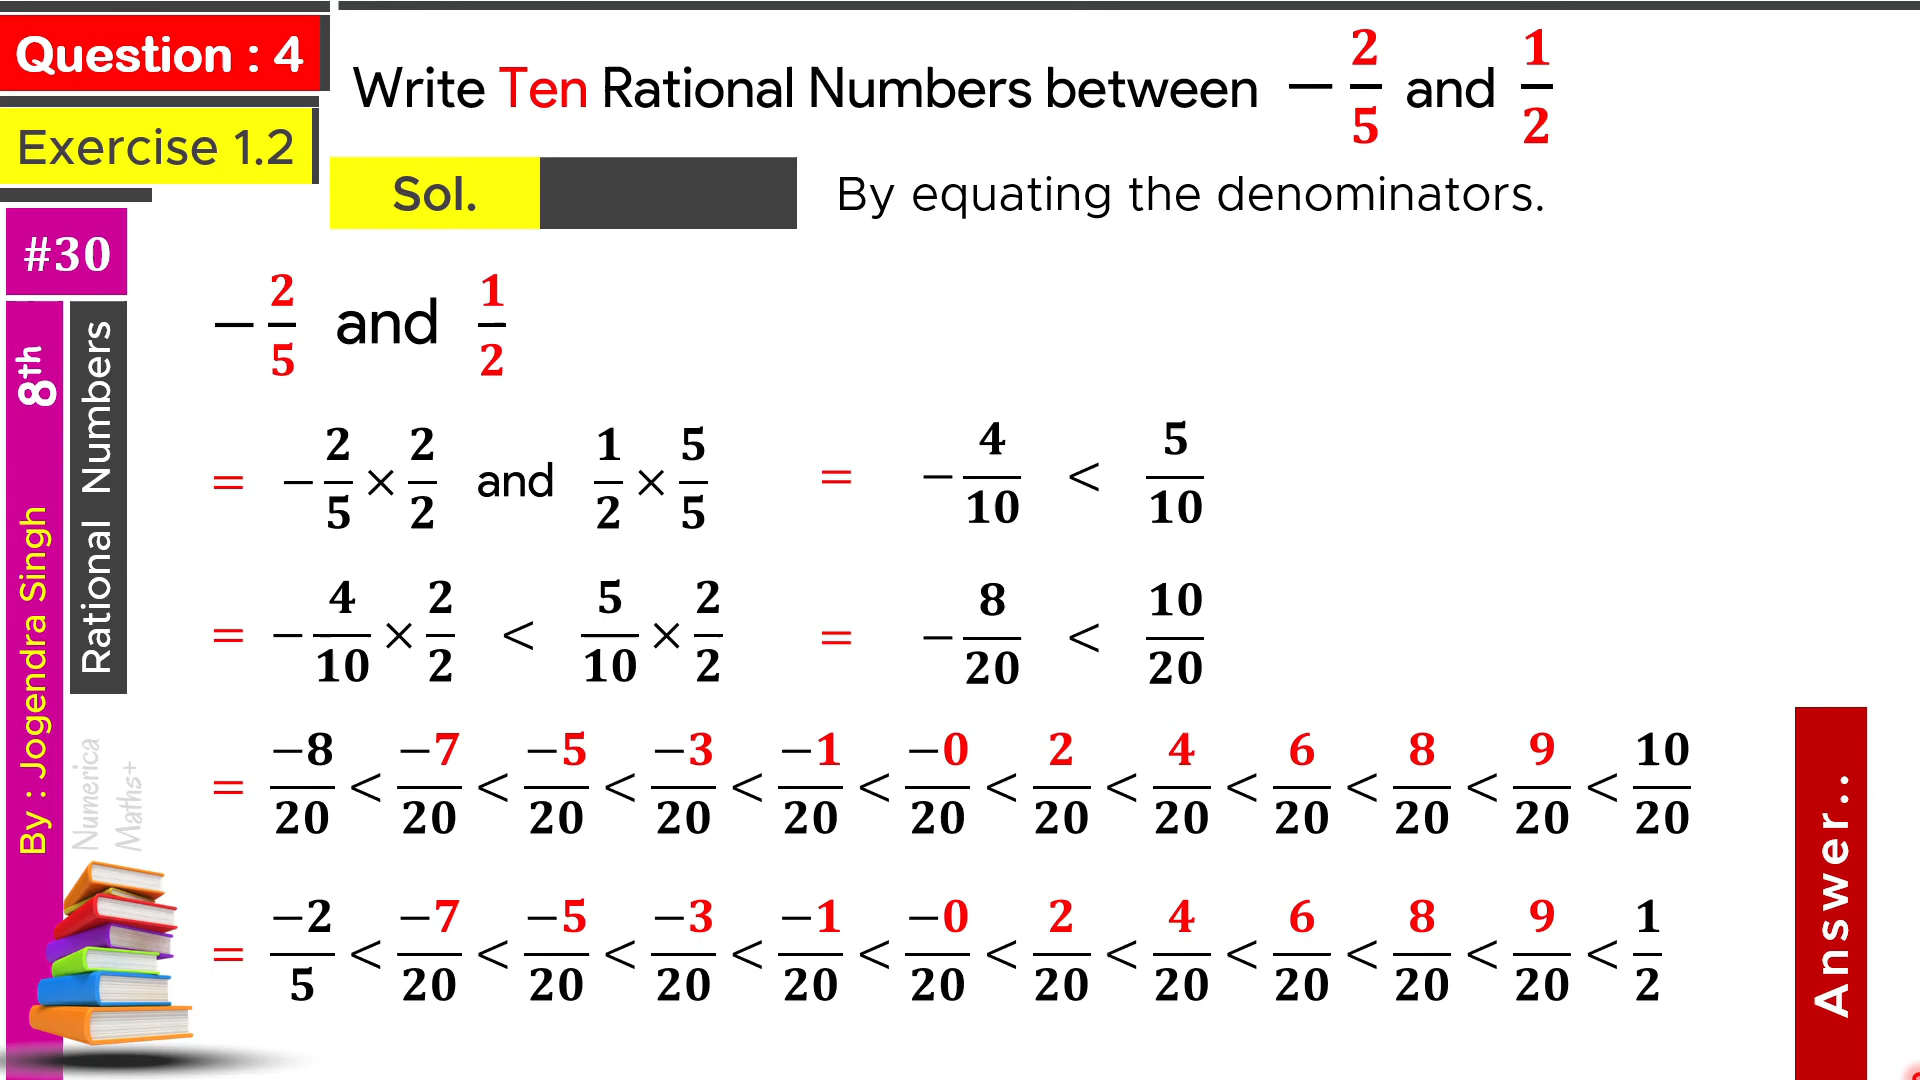 Question : 4
Write Ten Rational Numbers between −2/5 and 1/2
Exercise 1.2
Sol.
By equating the denominators.
#30
8th
Rational Numbers
By : Jogendra Singh
Numerica
Maths+
−2/5 and 1/2
= −2/5 × 2/2 and 1/2 × 5/5 = −4/10 < 5/10
= −4/10 × 2/2 < 5/10 × 2/2 = −8/20 < 10/20
= −8/20 < −7/20 < −5/20 < −3/20 < −1/20 < −0/20 < 2/20 < 4/20 < 6/20 < 8/20 < 9/20 < 10/20
= −2/5 < −7/20 < −5/20 < −3/20 < −1/20 < −0/20 < 2/20 < 4/20 < 6/20 < 8/20 < 9/20 < 1/2
Answer..